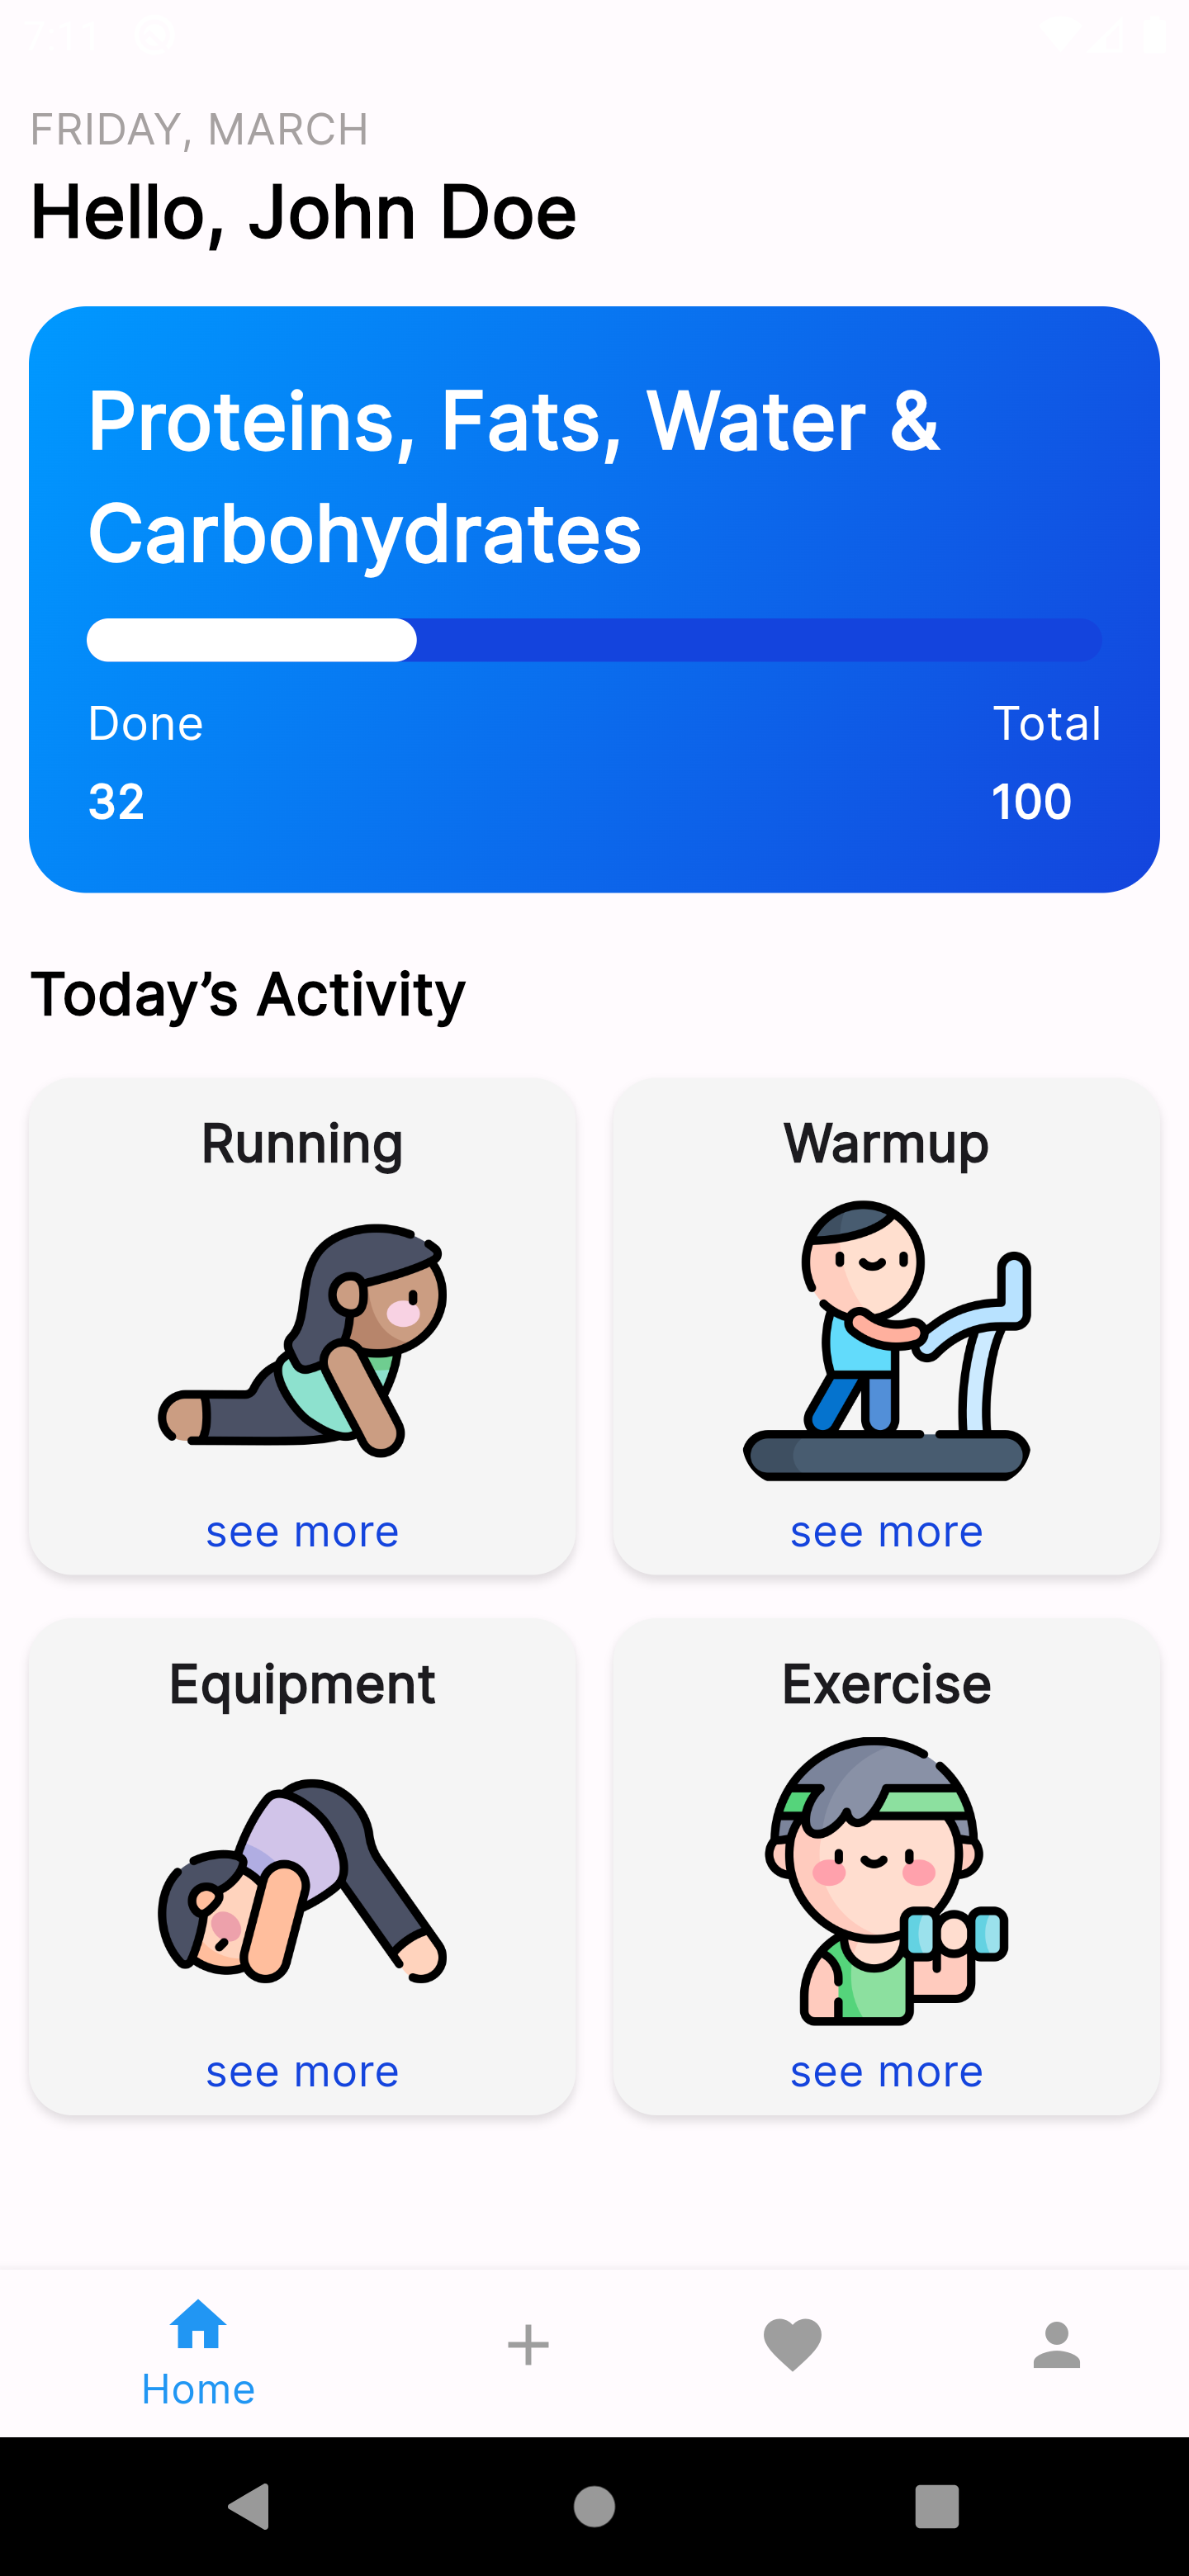 FRIDAY, MARCH
Hello, John Doe
Proteins, Fats, Water &
Carbohydrates
Done
Total
32
100
Today’s Activity
Running
Warmup
see more
see more
Equipment
Exercise
see more
see more
Home